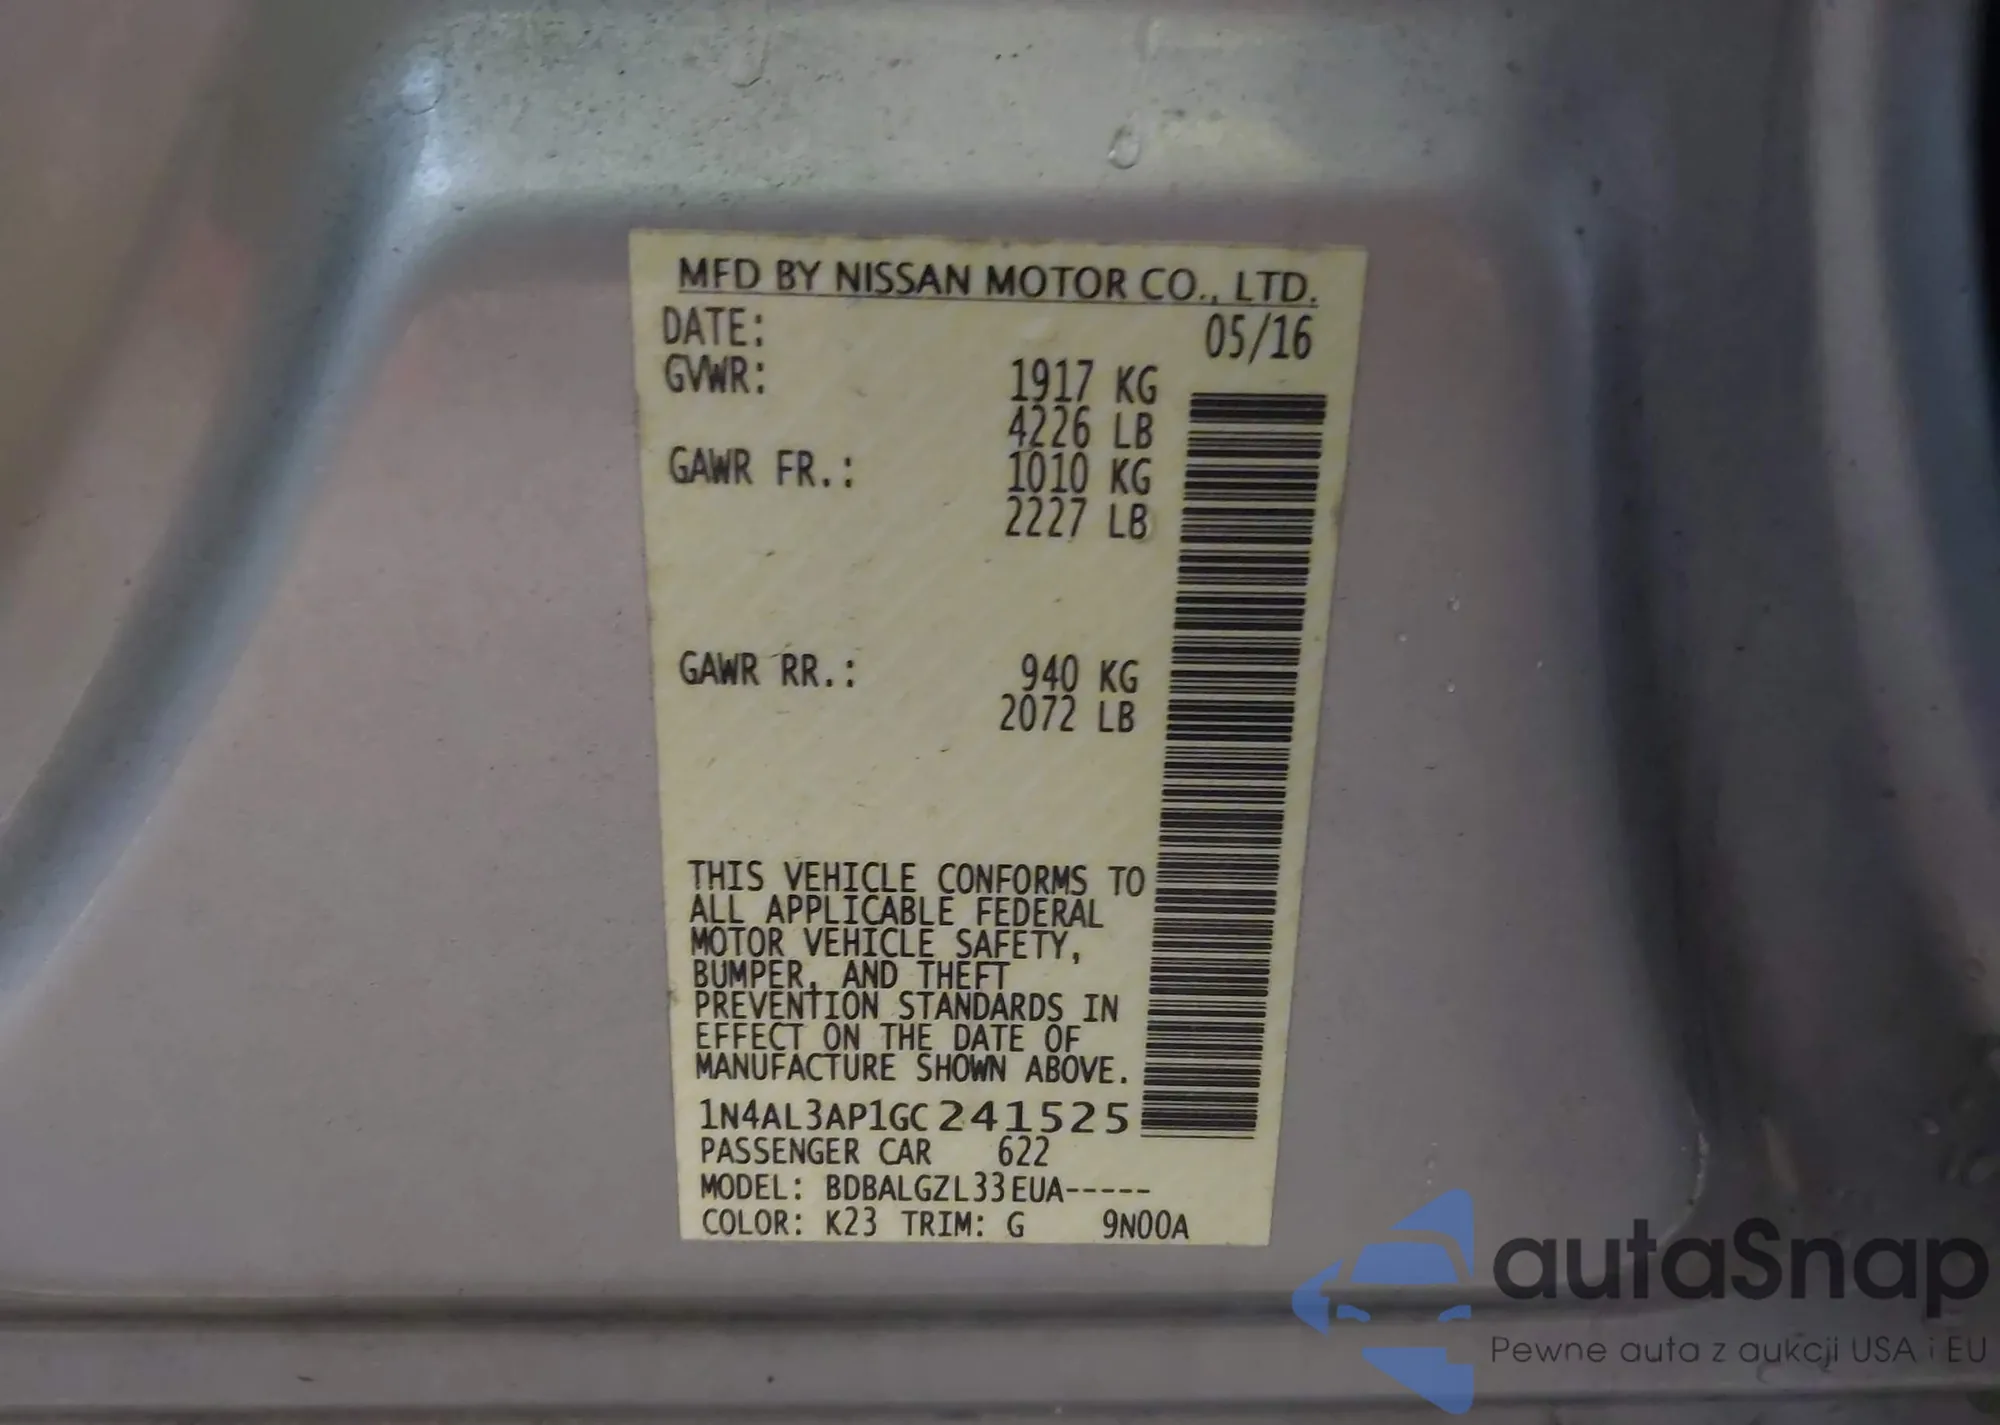 MFD BY NISSAN MOTOR CO., LTD.
DATE: 05/16
GVWR: 1917 KG
4226 LB
GAWR FR.: 1010 KG
2227 LB
GAWR RR.: 940 KG
2072 LB
THIS VEHICLE CONFORMS TO
ALL APPLICABLE FEDERAL
MOTOR VEHICLE SAFETY,
BUMPER, AND THEFT
PREVENTION STANDARDS IN
EFFECT ON THE DATE OF
MANUFACTURE SHOWN ABOVE.
1N4AL3AP1GC241525
PASSENGER CAR 622
MODEL: BDBALGZL33EUA-----
COLOR: K23 TRIM: G 9N00A
autaSnap
Pewne auta z aukcji USA i EU